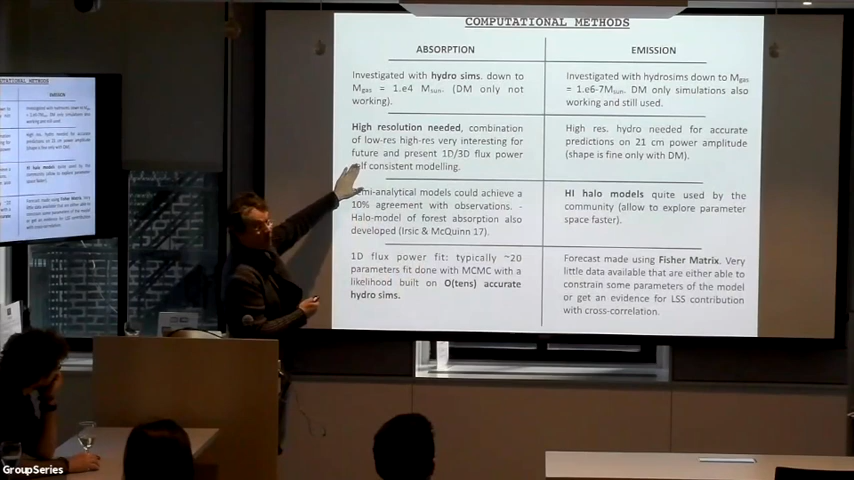 COMPUTATIONAL METHODS
ABSORPTION
EMISSION
Investigated with hydro sims. down to
Mgas = 1.e4 Msun. (DM only not
working).
Investigated with hydrosims down to Mgas
= 1.e6-7Msun. DM only simulations also
working and still used.
High resolution needed, combination
of low-res high-res very interesting for
future and present 1D/3D flux power
self consistent modelling.
High res. hydro needed for accurate
predictions on 21 cm power amplitude
(shape is fine only with DM).
Semi-analytical models could achieve a
10% agreement with observations. -
Halo-model of forest absorption also
developed (Irsic & McQuinn 17).
HI halo models quite used by the
community (allow to explore parameter
space faster).
1D flux power fit: typically ~20
parameters fit done with MCMC with a
likelihood built on O(tens) accurate
hydro sims.
Forecast made using Fisher Matrix. Very
little data available that are either able to
constrain some parameters of the model
or get an evidence for LSS contribution
with cross-correlation.
GroupSeries